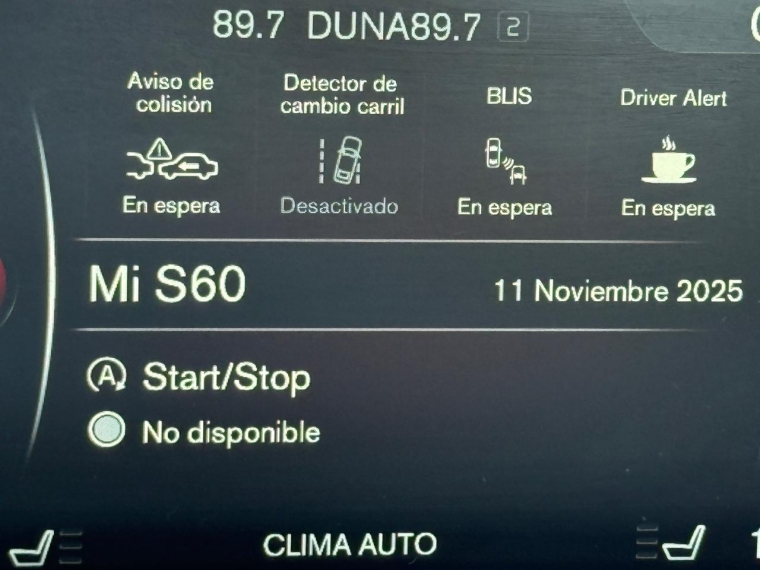 89.7 DUNA89.7 2
Aviso de
colisión
Detector de
cambio carril
BLIS
Driver Alert
En espera
Desactivado
En espera
En espera
Mi S60
11 Noviembre 2025
A Start/Stop
No disponible
CLIMA AUTO